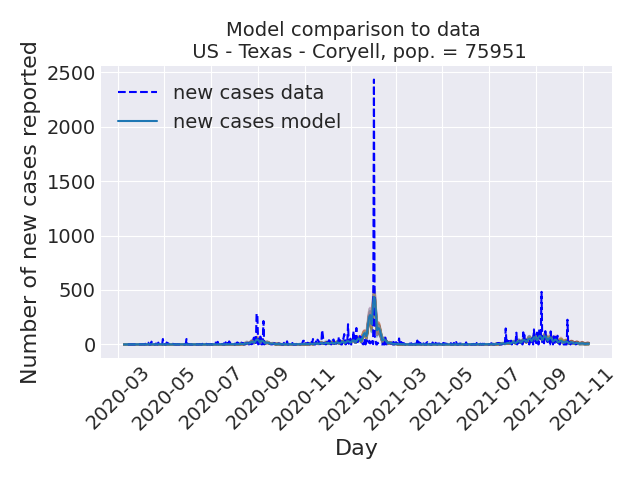 Model comparison to data
US - Texas - Coryell, pop. = 75951
Number of new cases reported
2500
2000
1500
1000
500
0
new cases data
new cases model
2020-03
2020-05
2020-07
2020-09
2020-11
2021-01
2021-03
2021-05
2021-07
2021-09
2021-11
Day